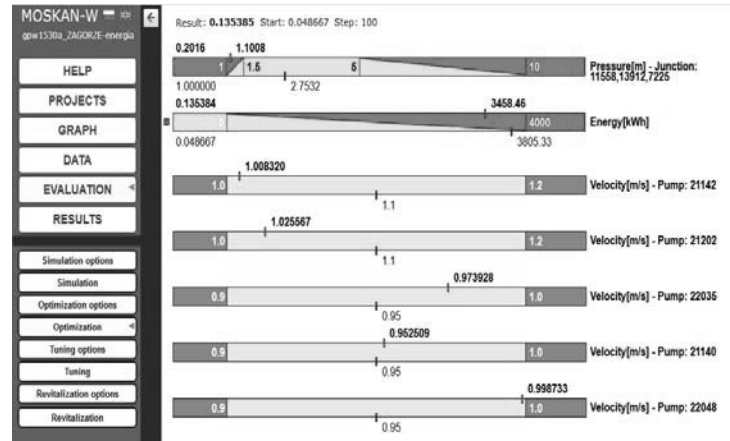 MOSKAN-W
gpw1530a_ZAGORZE-energia
HELP
PROJECTS
GRAPH
DATA
EVALUATION
RESULTS
Simulation options
Simulation
Optimization options
Optimization
Tuning options
Tuning
Revitalization options
Revitalization
Result: 0.135385 Start: 0.048667 Step: 100
0.2016 1.1008
1 1.5 5 10 Pressure[m] - Junction:
11558,13912,7225
1.000000 2.7532
0.135384 3458.46
0 4000 Energy[kWh]
0.048667 3805.33
1.008320
1.0 1.2 Velocity[m/s] - Pump: 21142
1.1
1.025567
1.0 1.2 Velocity[m/s] - Pump: 21202
1.1
0.973928
0.9 1.0 Velocity[m/s] - Pump: 22035
0.95
0.952509
0.9 1.0 Velocity[m/s] - Pump: 21140
0.95
0.998733
0.9 1.0 Velocity[m/s] - Pump: 22048
0.95